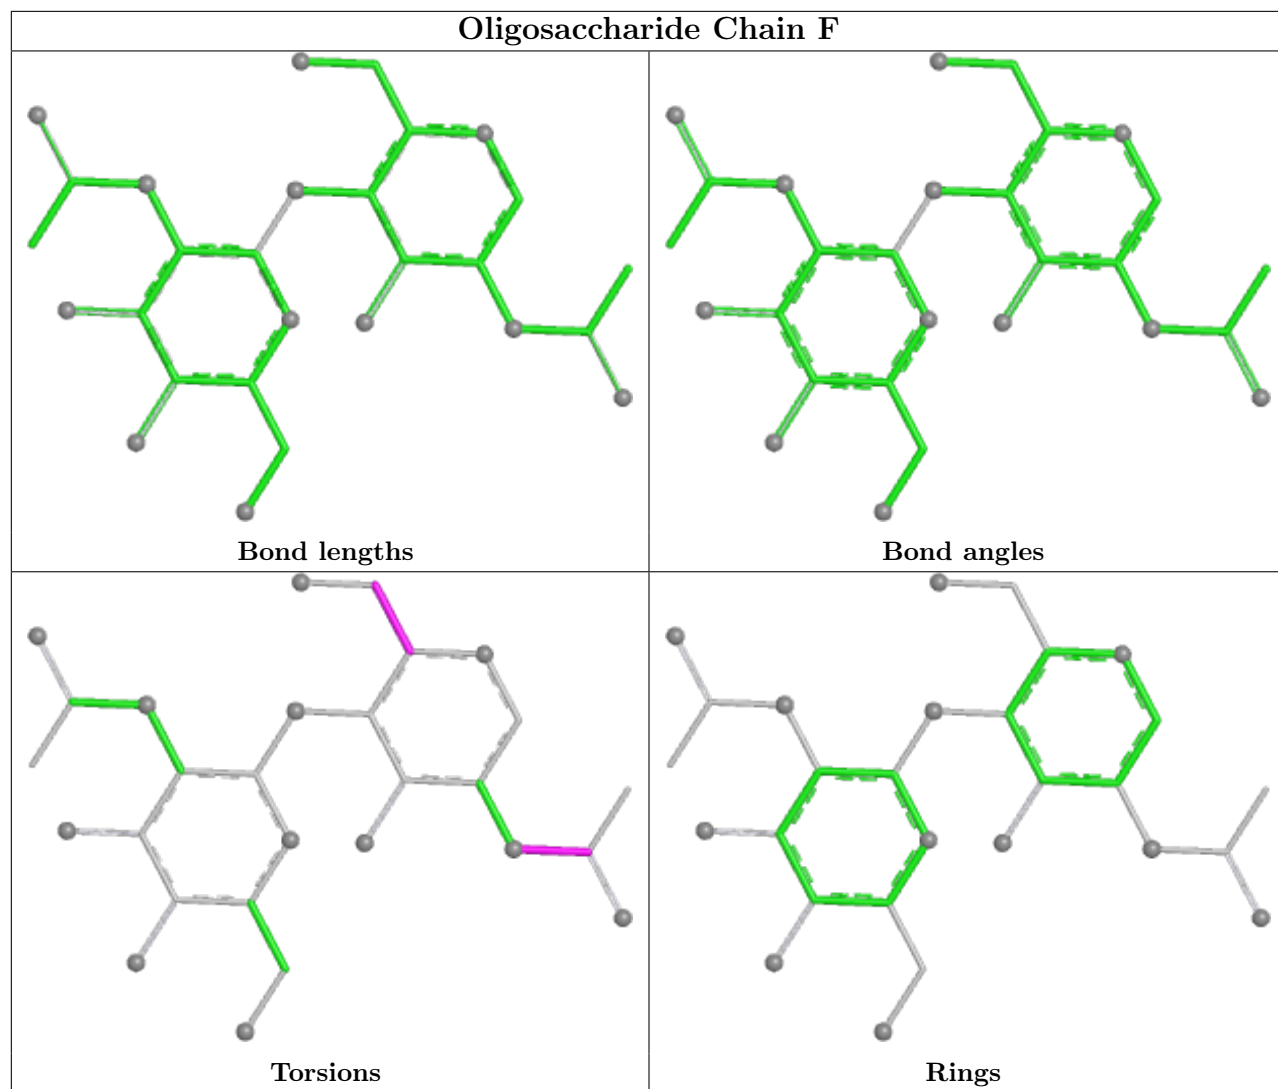 Oligosaccharide Chain F
Bond lengths
Bond angles
Torsions
Rings